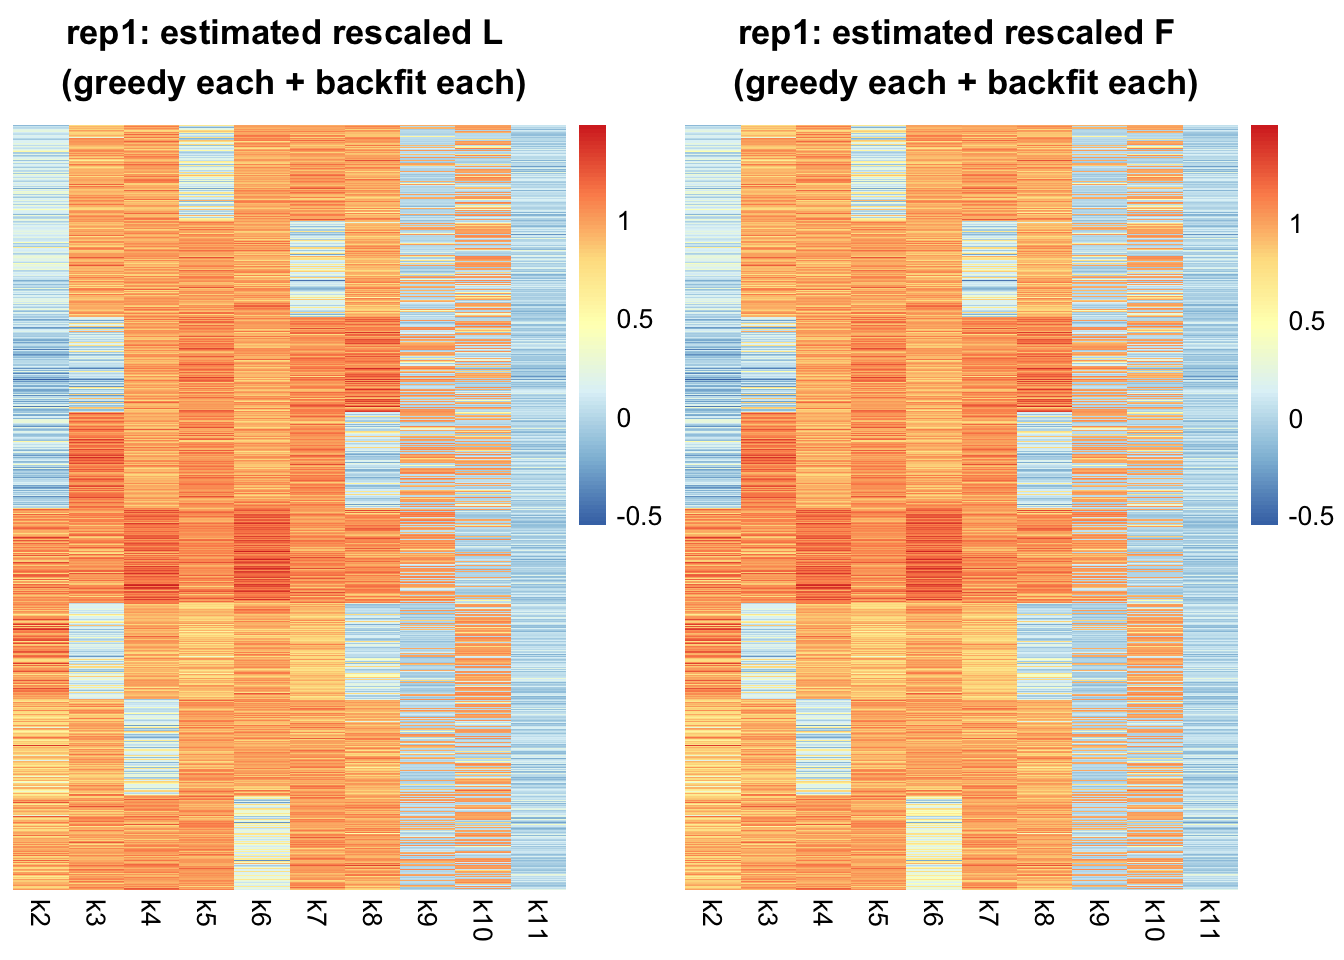 rep1: estimated rescaled L
(greedy each + backfit each)
1
0.5
0
-0.5
k2
k3
k4
k5
k6
k7
k8
k9
k10
k11
rep1: estimated rescaled F
(greedy each + backfit each)
1
0.5
0
-0.5
k2
k3
k4
k5
k6
k7
k8
k9
k10
k11